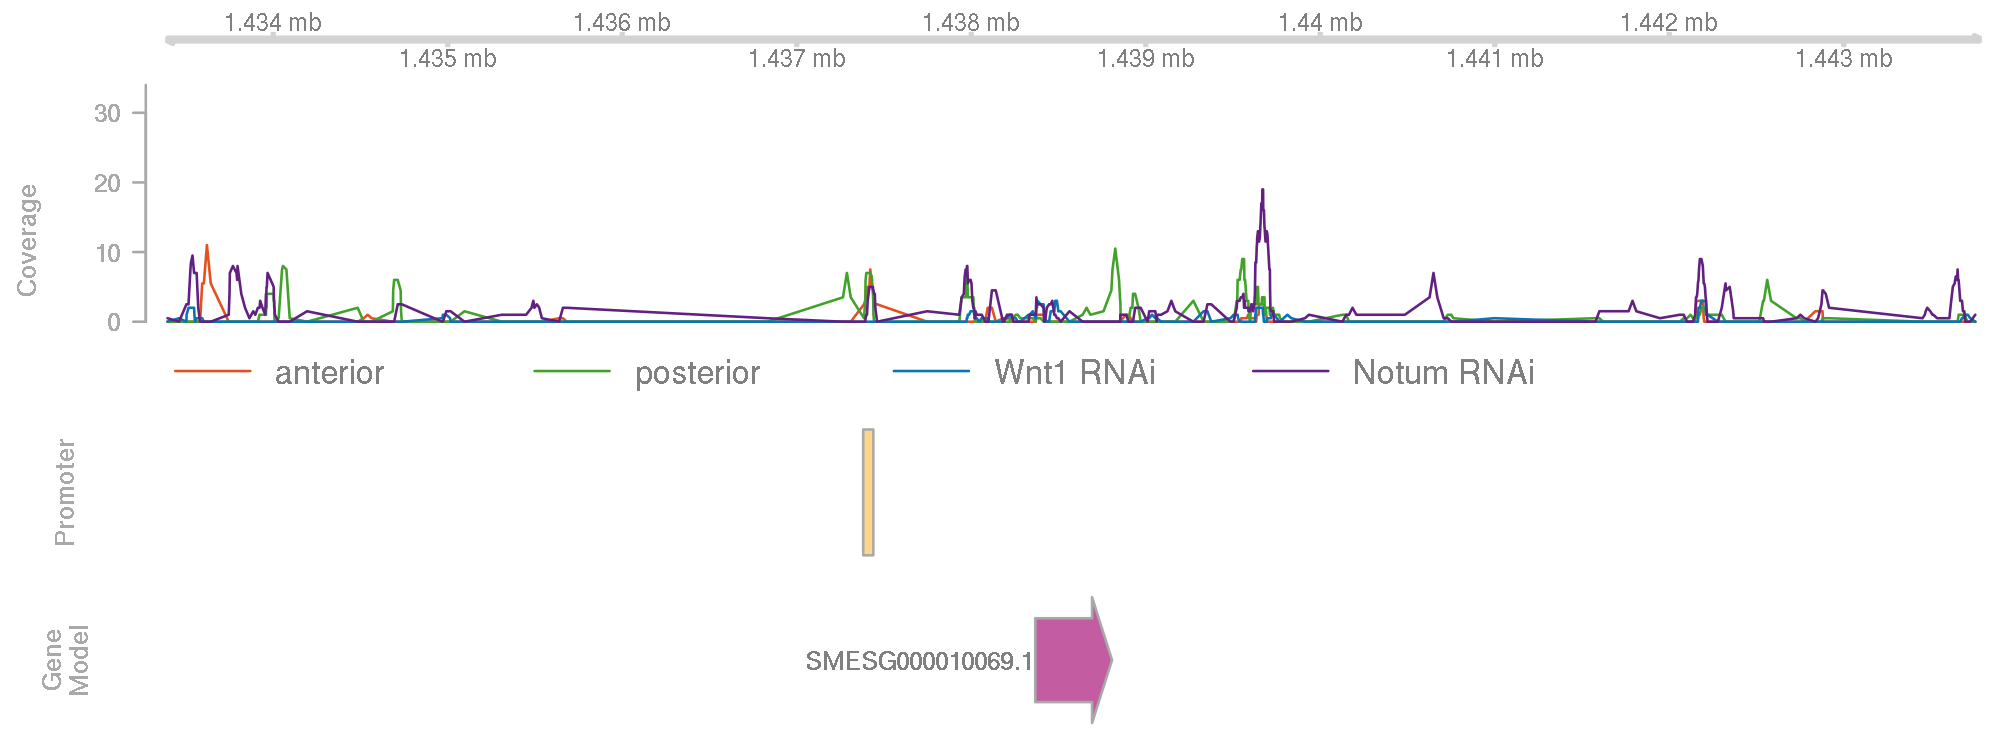 1.434 mb 1.436 mb 1.438 mb 1.44 mb 1.442 mb
1.435 mb 1.437 mb 1.439 mb 1.441 mb 1.443 mb
Coverage
30
20
10
0
anterior posterior Wnt1 RNAi Notum RNAi
Promoter
Gene
Model
SMESG000010069.1